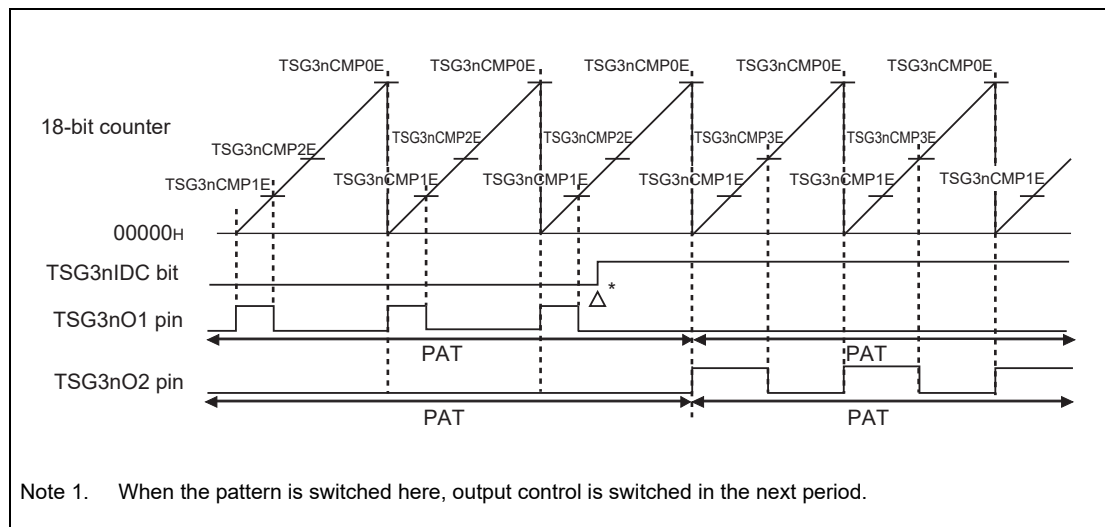 TSG3nCMP0E TSG3nCMP0E TSG3nCMP0E TSG3nCMP0E TSG3nCMP0E
18-bit counter
TSG3nCMP2E TSG3nCMP2E TSG3nCMP2E TSG3nCMP3E TSG3nCMP3E
TSG3nCMP1E TSG3nCMP1E TSG3nCMP1E TSG3nCMP1E TSG3nCMP1E TSG3nCMP1E
00000H
TSG3nIDC bit
*
TSG3nO1 pin
PAT PAT
TSG3nO2 pin
PAT PAT
Note 1. When the pattern is switched here, output control is switched in the next period.